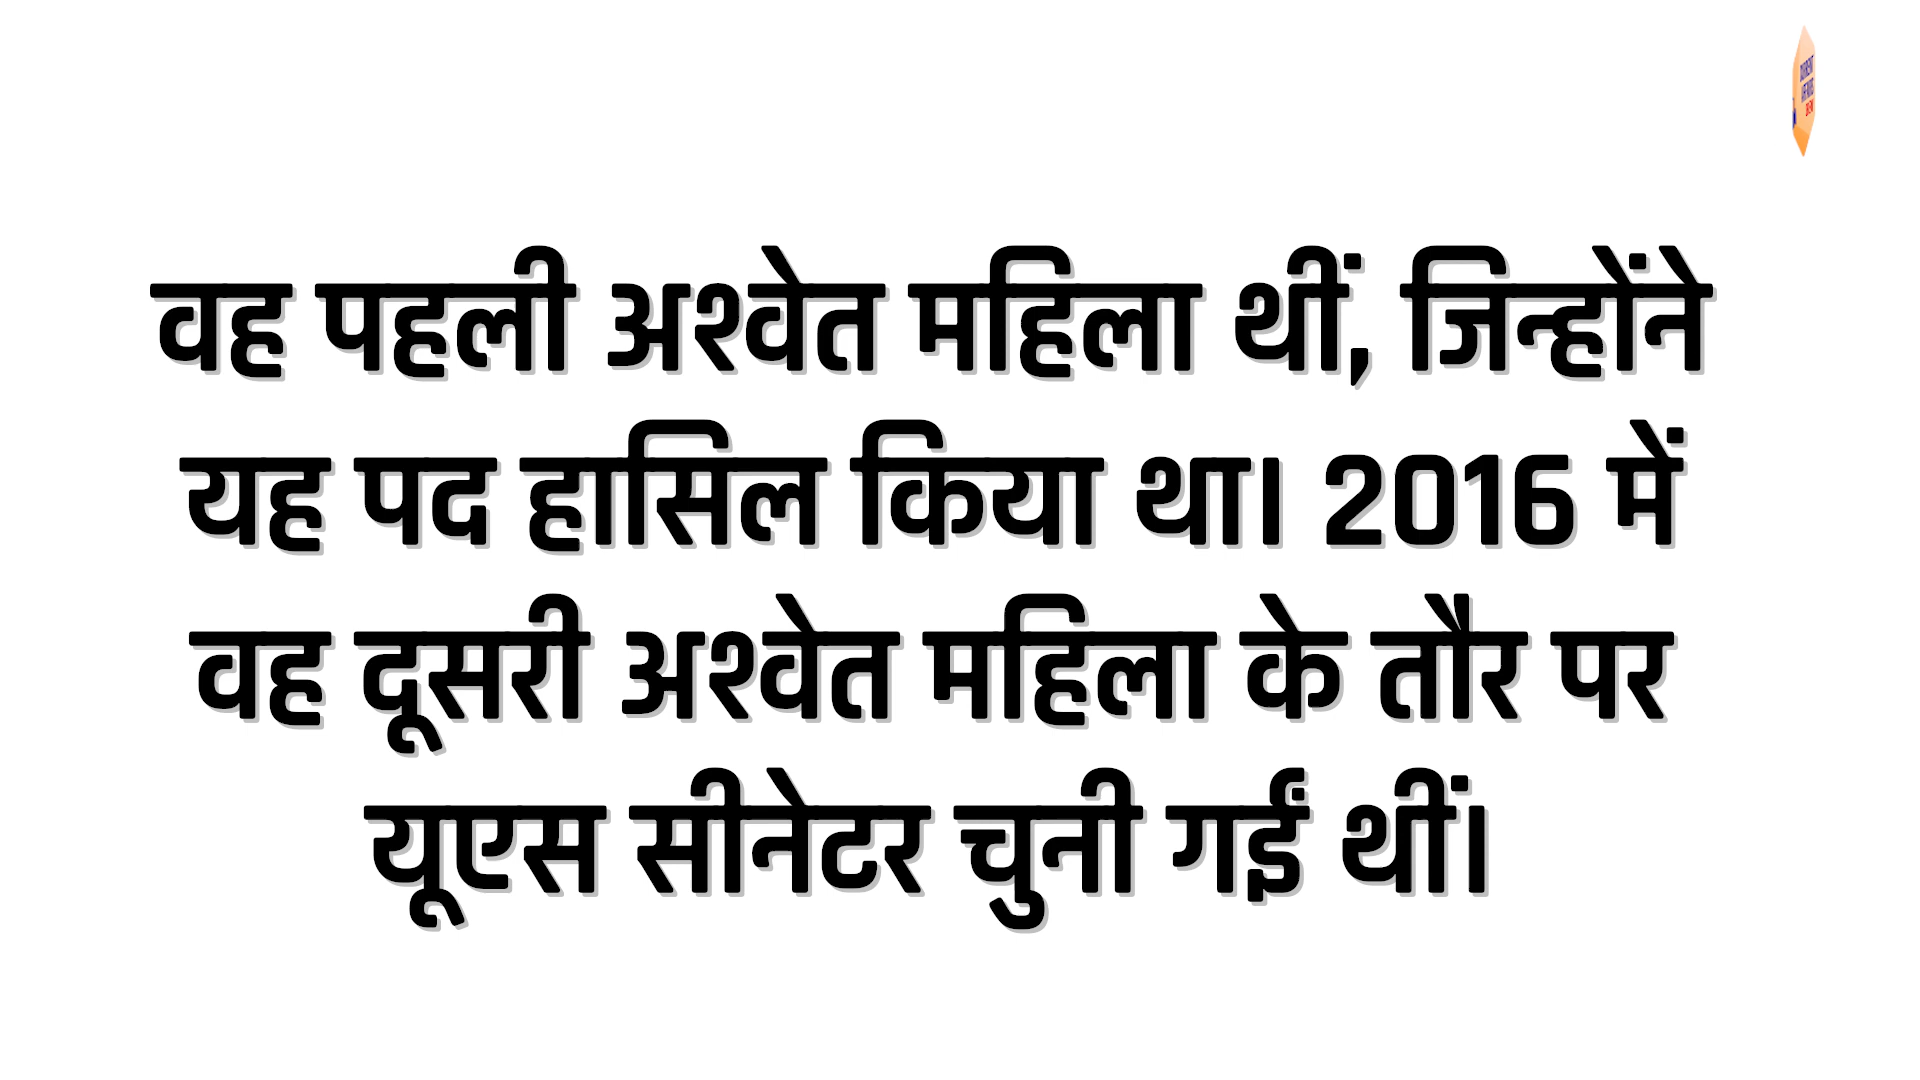 वह पहली अश्वेत महिला थीं, जिन्होंने
यह पद हासिल किया था। 2016 में
वह दूसरी अश्वेत महिला के तौर पर
यूएस सीनेटर चुनी गईं थीं।